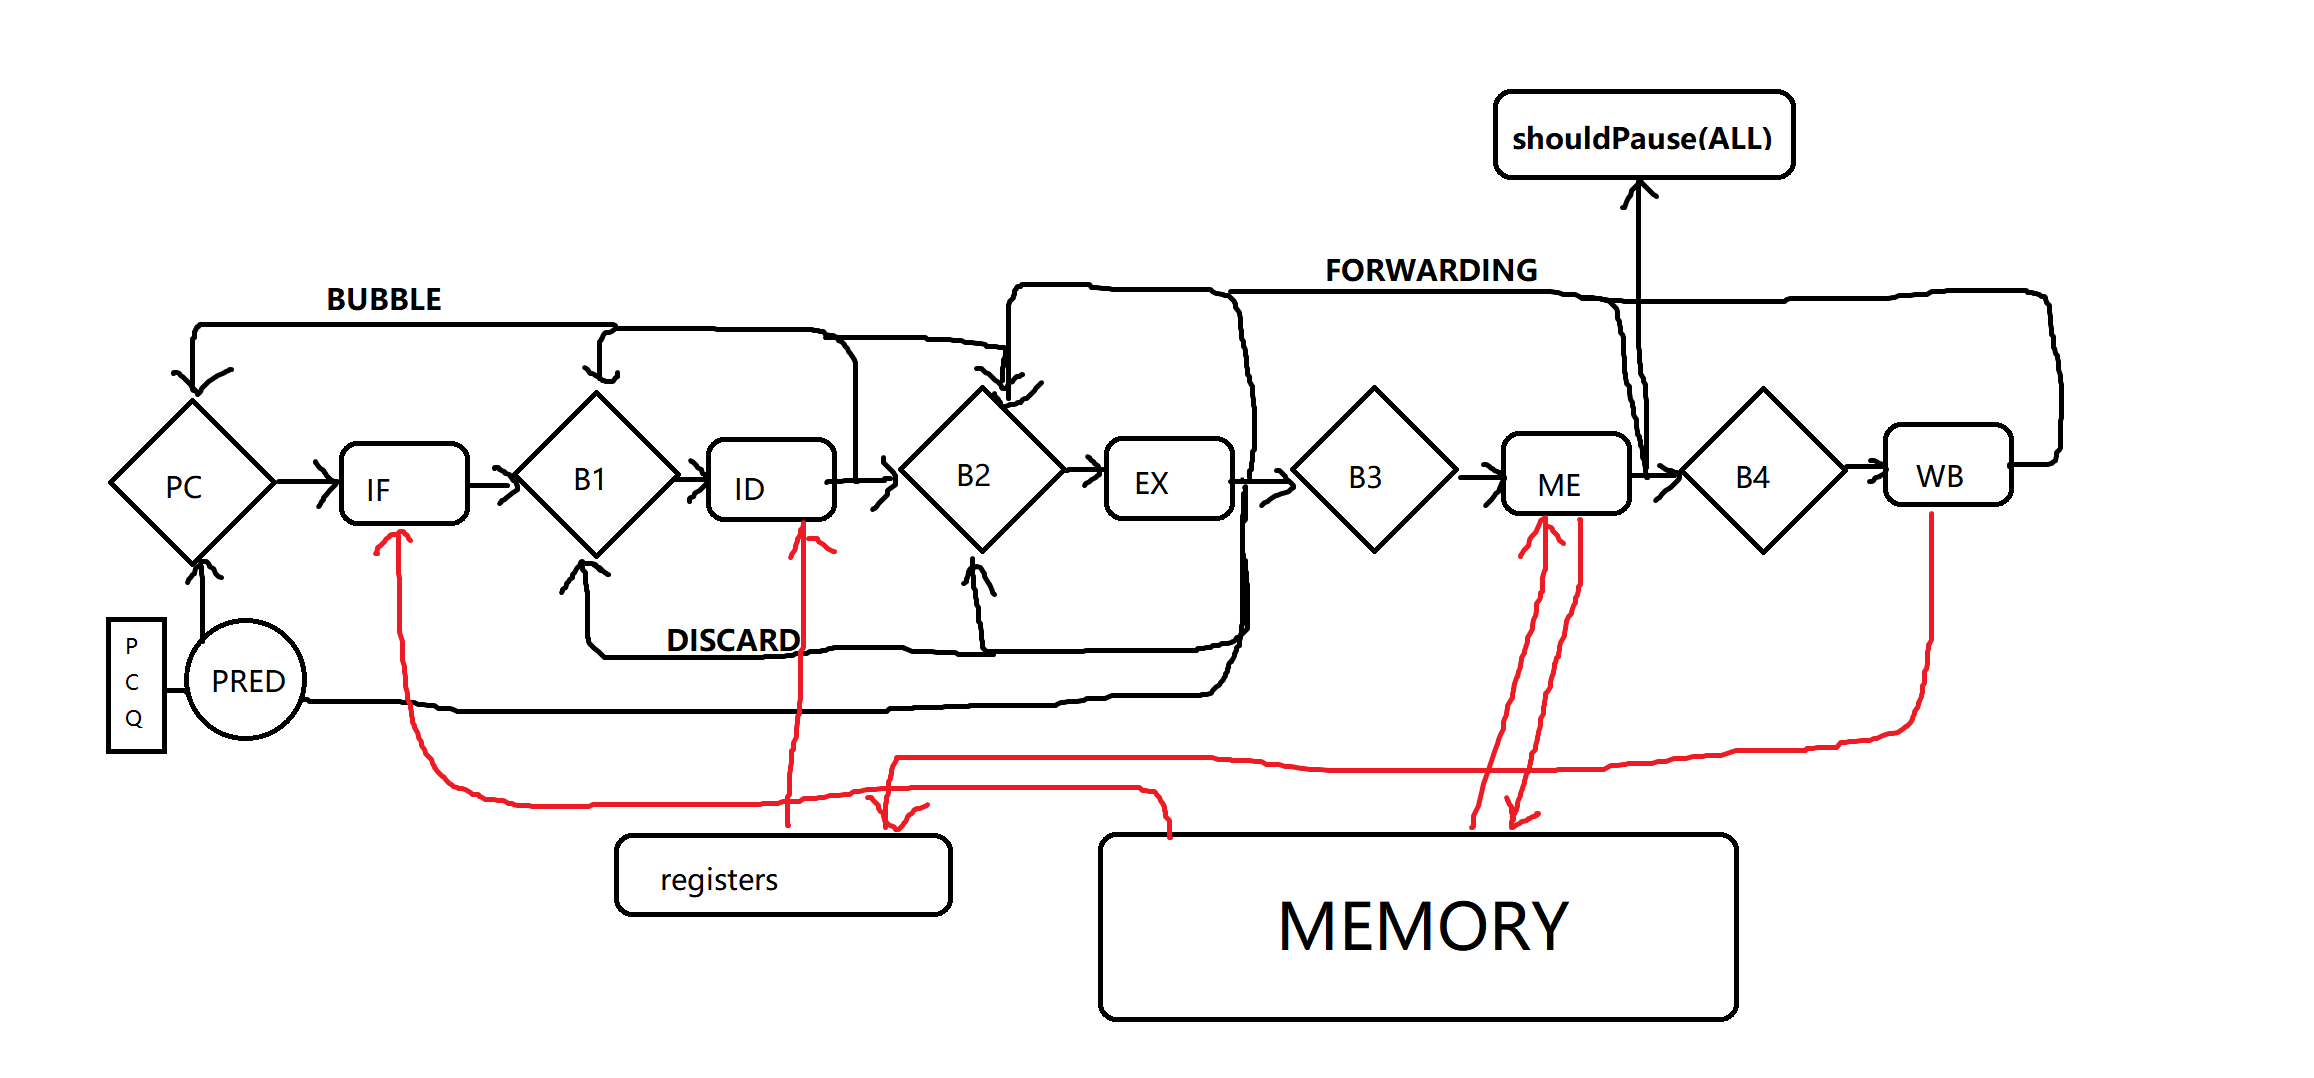 shouldPause(ALL)
FORWARDING
BUBBLE
PC
IF
B1
ID
B2
EX
B3
ME
B4
WB
DISCARD
P
C
Q
PRED
registers
MEMORY